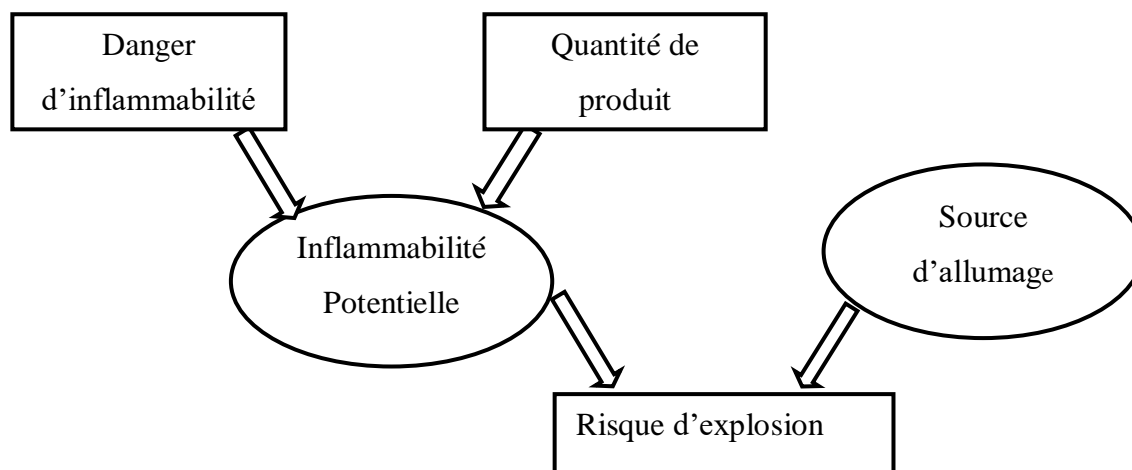 Danger
d’inflammabilité
Quantité de
produit
Inflammabilité
Potentielle
Source
d’allumage
Risque d’explosion